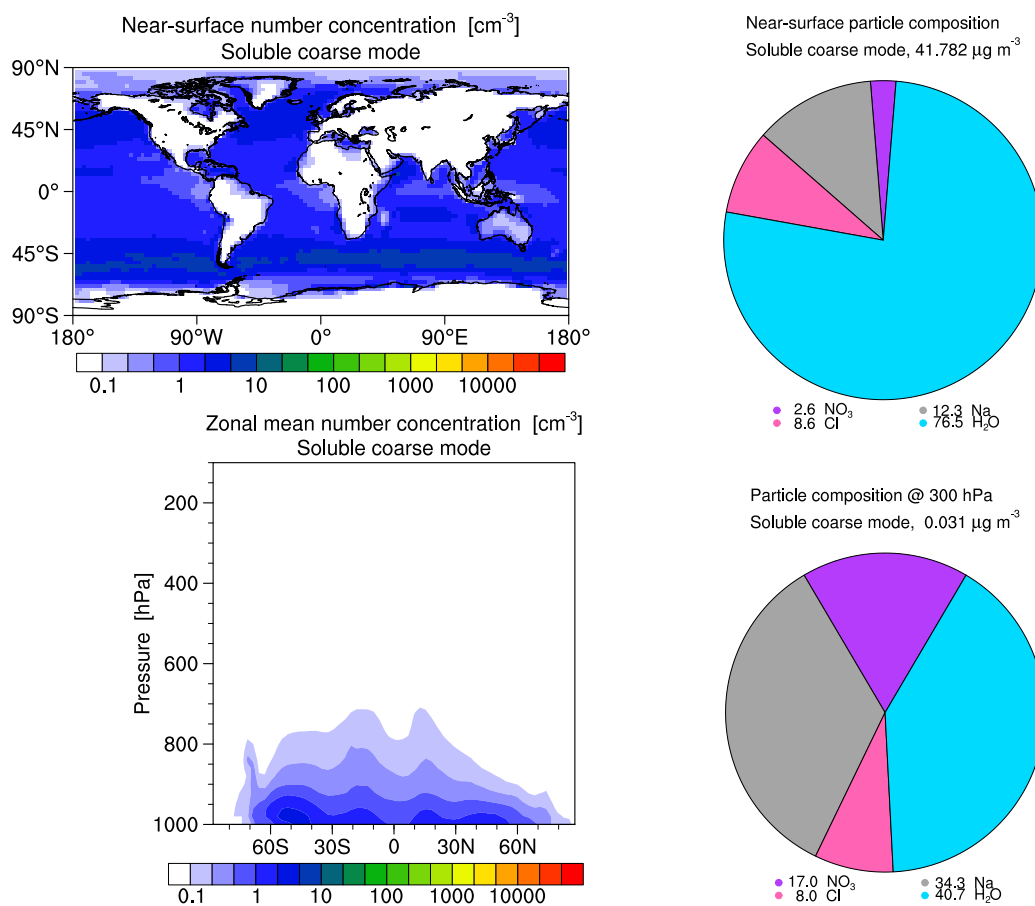 Near-surface number concentration [cm⁻³]
Soluble coarse mode
90°N
45°N
0°
45°S
90°S
180° 90°W 0° 90°E 180°
0.1 1 10 100 1000 10000
Near-surface particle composition
Soluble coarse mode, 41.782 µg m⁻³
2.6 NO₃ 12.3 Na
8.6 Cl 76.5 H₂O
Zonal mean number concentration [cm⁻³]
Soluble coarse mode
Pressure [hPa]
200
400
600
800
1000
60S 30S 0 30N 60N
0.1 1 10 100 1000 10000
Particle composition @ 300 hPa
Soluble coarse mode, 0.031 µg m⁻³
17.0 NO₃ 34.3 Na
8.0 Cl 40.7 H₂O